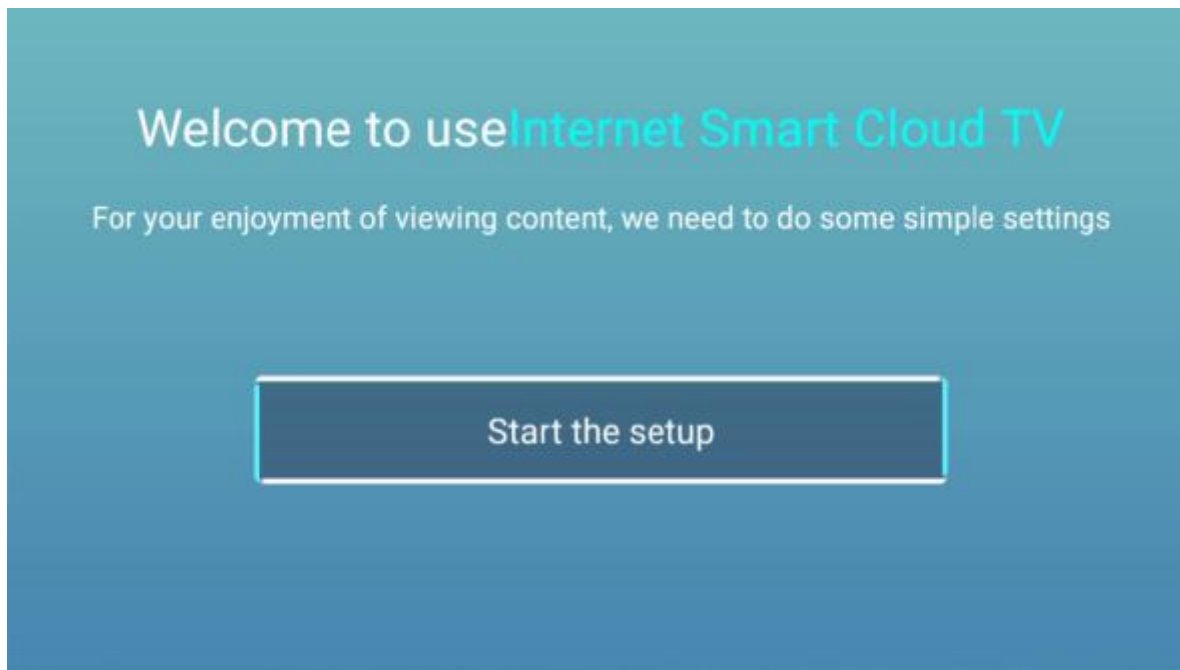 Welcome to useInternet Smart Cloud TV
For your enjoyment of viewing content, we need to do some simple settings
Start the setup